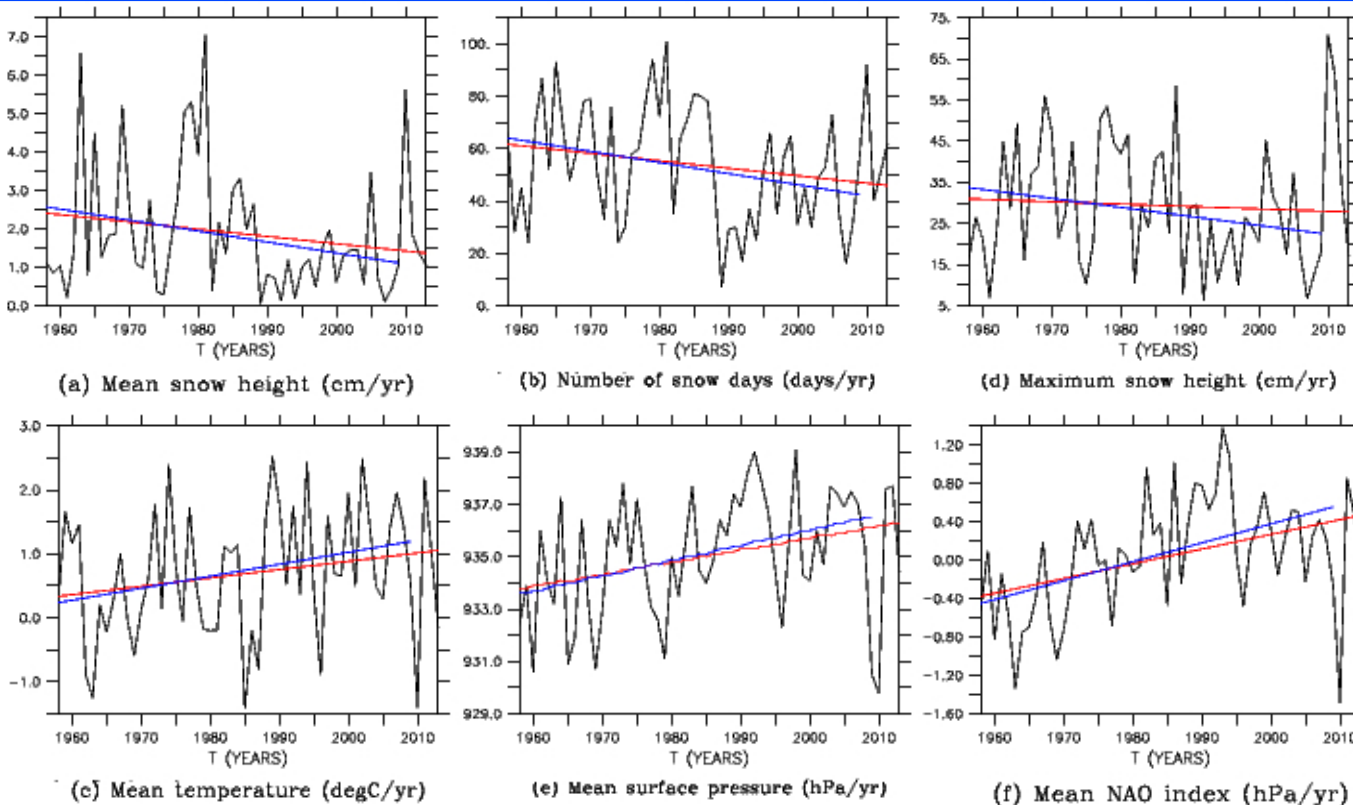 7.0
6.0
5.0
4.0
3.0
2.0
1.0
0.0
1960 1970 1980 1990 2000 2010
T (YEARS)
(a) Mean snow height (cm/yr)
100.
80.
60.
40.
20.
0.
1960 1970 1980 1990 2000 2010
T (YEARS)
(b) Number of snow days (days/yr)
75.
65.
55.
45.
35.
25.
15.
5.
1960 1970 1980 1990 2000 2010
T (YEARS)
(d) Maximum snow height (cm/yr)
3.0
2.0
1.0
0.0
-1.0
1960 1970 1980 1990 2000 2010
T (YEARS)
(c) Mean temperature (degC/yr)
939.0
937.0
935.0
933.0
931.0
929.0
1960 1970 1980 1990 2000 2010
T (YEARS)
(e) Mean surface pressure (hPa/yr)
1.20
0.80
0.40
0.00
-0.40
-0.80
-1.20
-1.60
1960 1970 1980 1990 2000 2010
T (YEARS)
(f) Mean NAO index (hPa/yr)